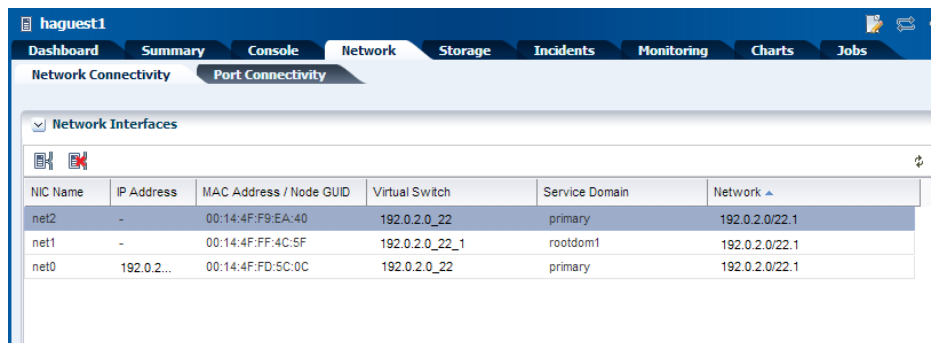 haguest1
Dashboard Summary Console Network Storage Incidents Monitoring Charts Jobs
Network Connectivity Port Connectivity
Network Interfaces
NIC Name IP Address MAC Address / Node GUID Virtual Switch Service Domain Network
net2 - 00:14:4F:F9:EA:40 192.0.2.0_22 primary 192.0.2.0/22.1
net1 - 00:14:4F:FF:4C:5F 192.0.2.0_22_1 rootdom1 192.0.2.0/22.1
net0 192.0.2... 00:14:4F:FD:5C:0C 192.0.2.0_22 primary 192.0.2.0/22.1